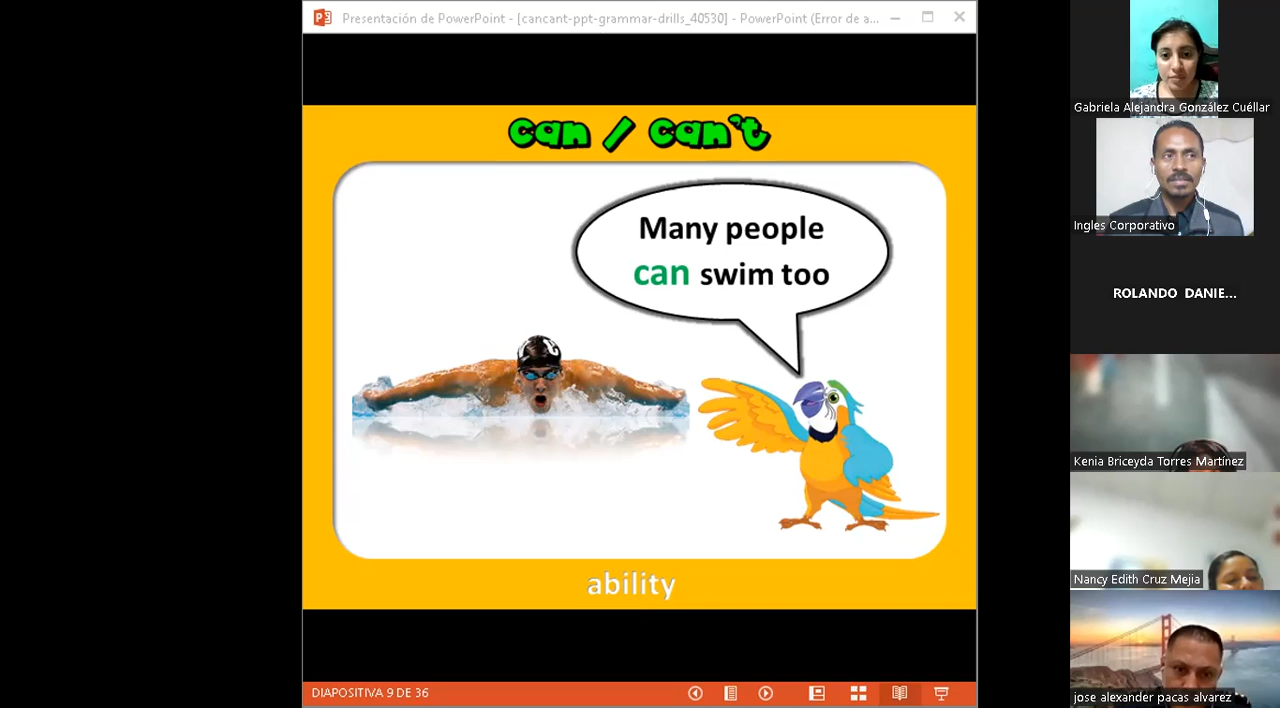 Presentación de PowerPoint - [cancant-ppt-grammar-drills_40530] - PowerPoint (Error de a...
can / can't
Many people
can swim too
ability
DIAPOSITIVA 9 DE 36
Gabriela Alejandra González Cuéllar
Ingles Corporativo
ROLANDO DANIE...
Kenia Briceyda Torres Martínez
Nancy Edith Cruz Mejia
jose alexander pacas alvarez